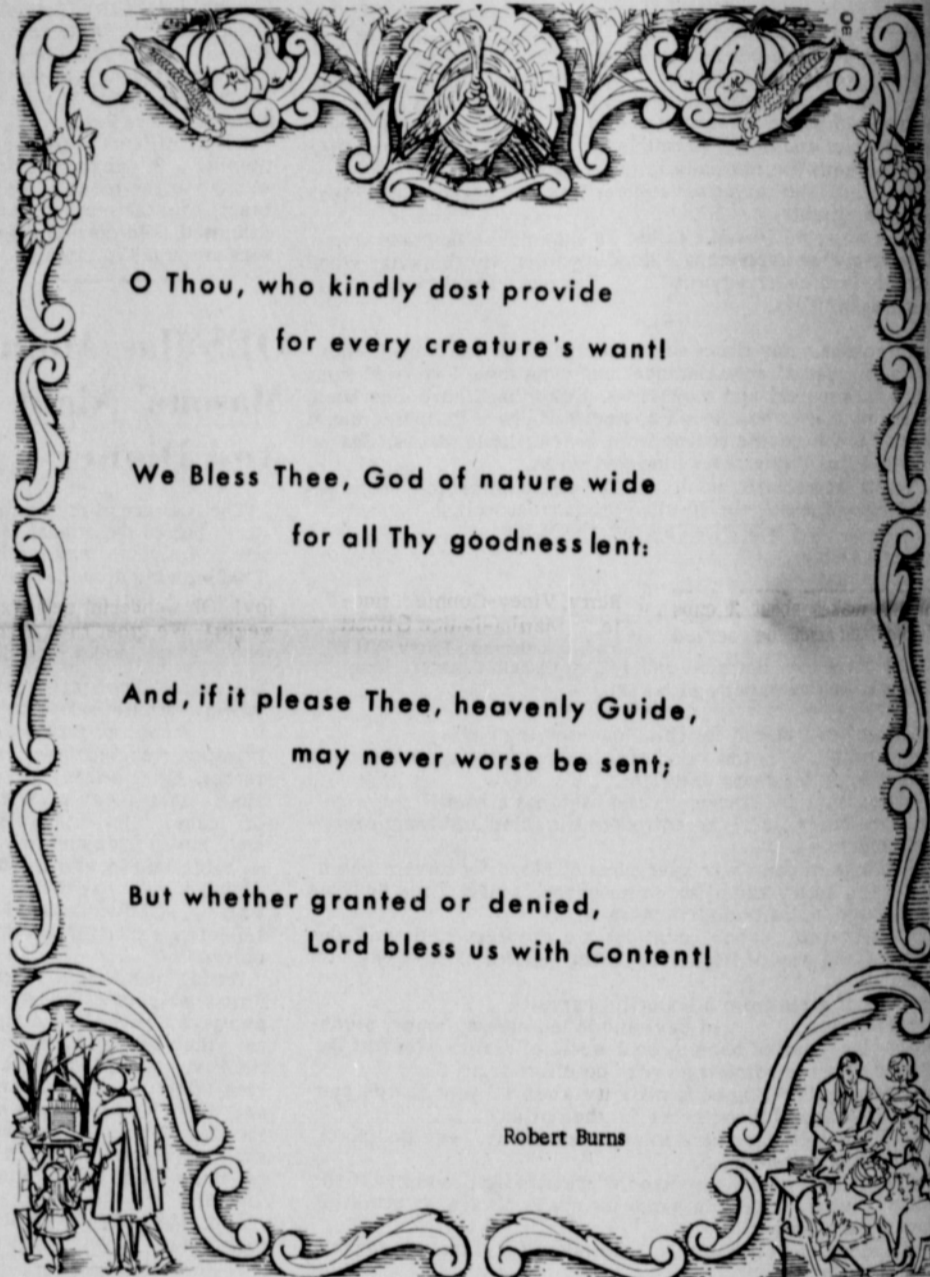 O Thou, who kindly dost provide
for every creature's want!
We Bless Thee, God of nature wide
for all Thy goodness lent:
And, if it please Thee, heavenly Guide,
may never worse be sent;
But whether granted or denied,
Lord bless us with Content!
Robert Burns